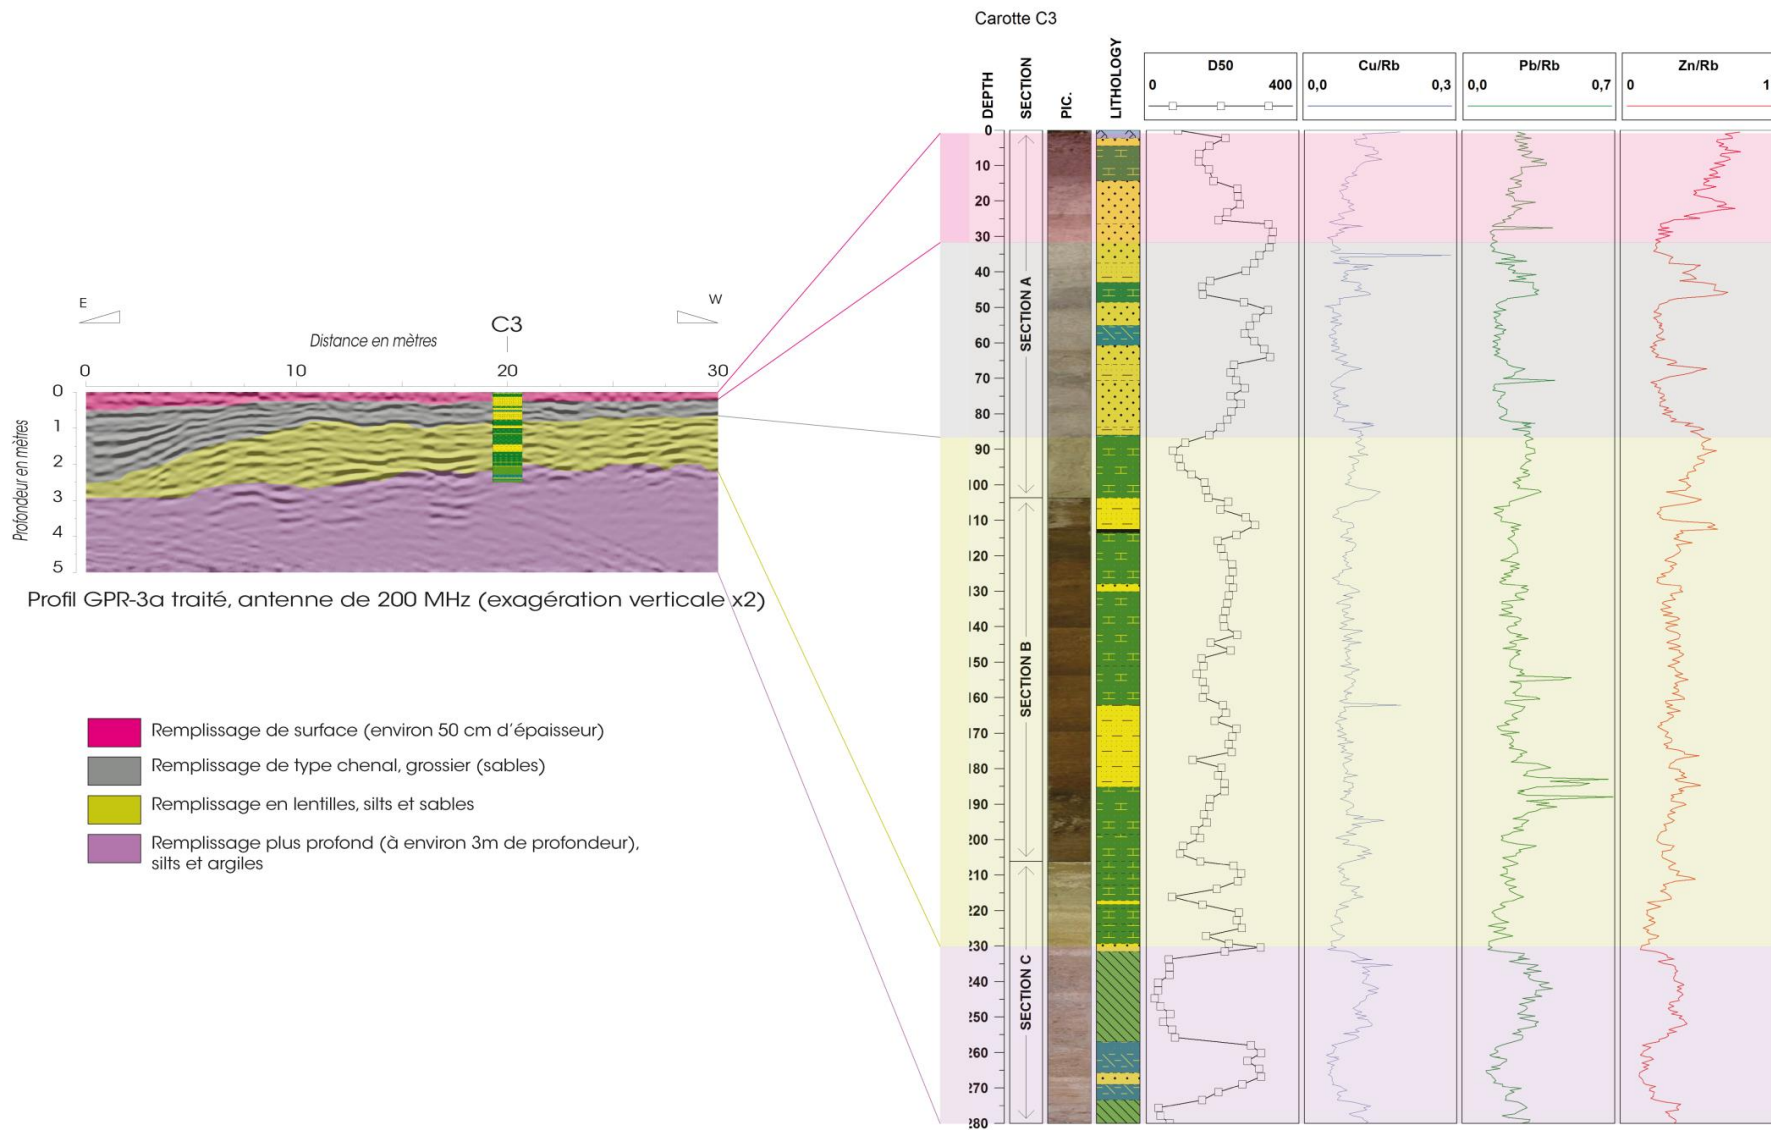 Carotte C3
DEPTH
SECTION
PIC.
LITHOLOGY
D50
0 400
Cu/Rb
0,0 0,3
Pb/Rb
0,0 0,7
Zn/Rb
0 1
0
10
20
30
40
50
60
70
80
90
100
110
120
130
140
150
160
170
180
190
200
210
220
230
240
250
260
270
280
SECTION A
SECTION B
SECTION C
E
W
C3
Distance en mètres
0 10 20 30
Profondeur en mètres
0
1
2
3
4
5
Profil GPR-3a traité, antenne de 200 MHz (exagération verticale x2)
Remplissage de surface (environ 50 cm d'épaisseur)
Remplissage de type chenal, grossier (sables)
Remplissage en lentilles, silts et sables
Remplissage plus profond (à environ 3m de profondeur),
silts et argiles